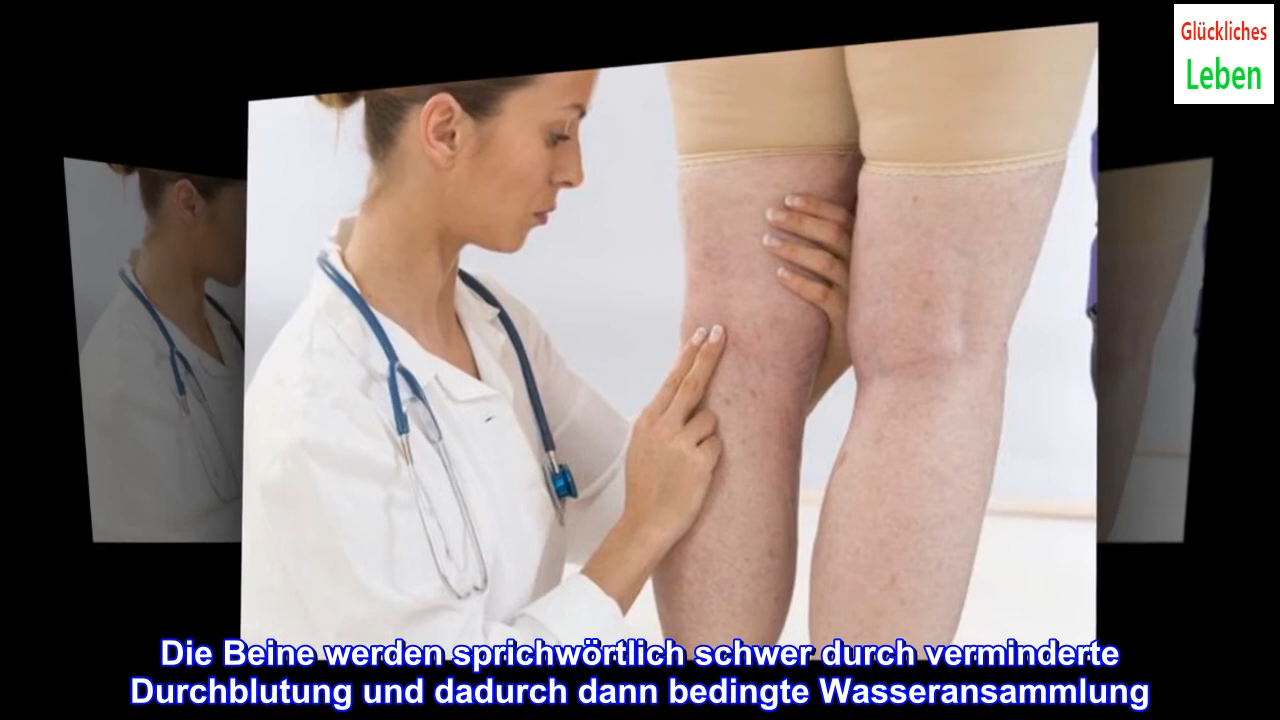 Glückliches
Leben
Die Beine werden sprichwörtlich schwer durch verminderte
Durchblutung und dadurch dann bedingte Wasseransammlung